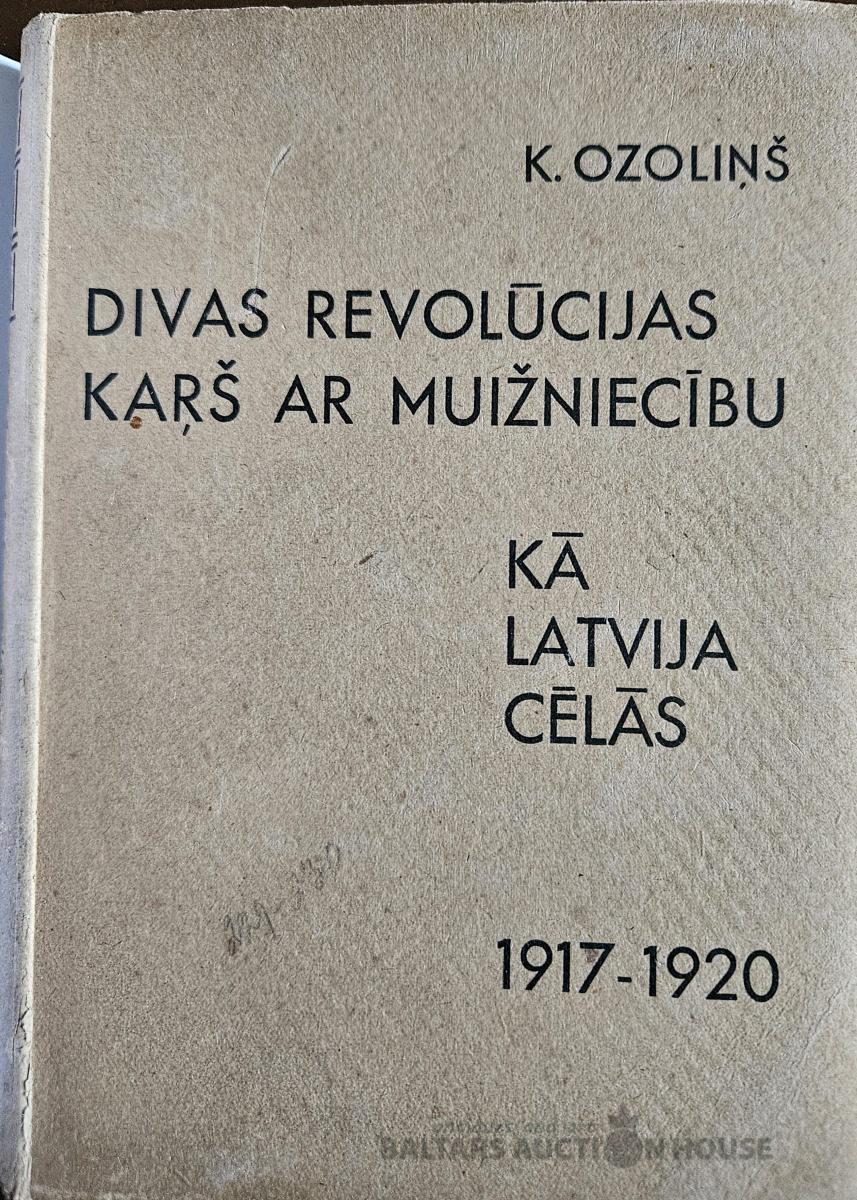 K. OZOLIŅŠ
DIVAS REVOLŪCIJAS
KAŖŠ AR MUIŽNIECĪBU
KĀ
LATVIJA
CĒLĀS
1917-1920
BALTARS AUCTION HOUSE